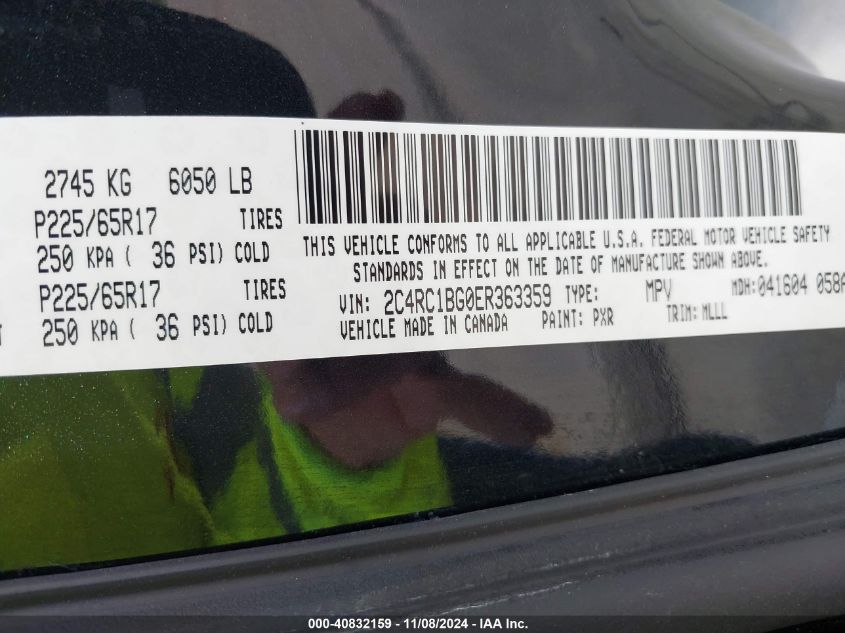 2745 KG 6050 LB
P225/65R17 TIRES
250 KPA ( 36 PSI) COLD
P225/65R17 TIRES
250 KPA ( 36 PSI) COLD
THIS VEHICLE CONFORMS TO ALL APPLICABLE U.S.A. FEDERAL MOTOR VEHICLE SAFETY
STANDARDS IN EFFECT ON THE DATE OF MANUFACTURE SHOWN ABOVE.
VIN: 2C4RC1BG0ER363359 TYPE: MPV MDH: 041604 058A
VEHICLE MADE IN CANADA PAINT: PXR TRIM: MLLL
000-40832159 - 11/08/2024 - IAA Inc.